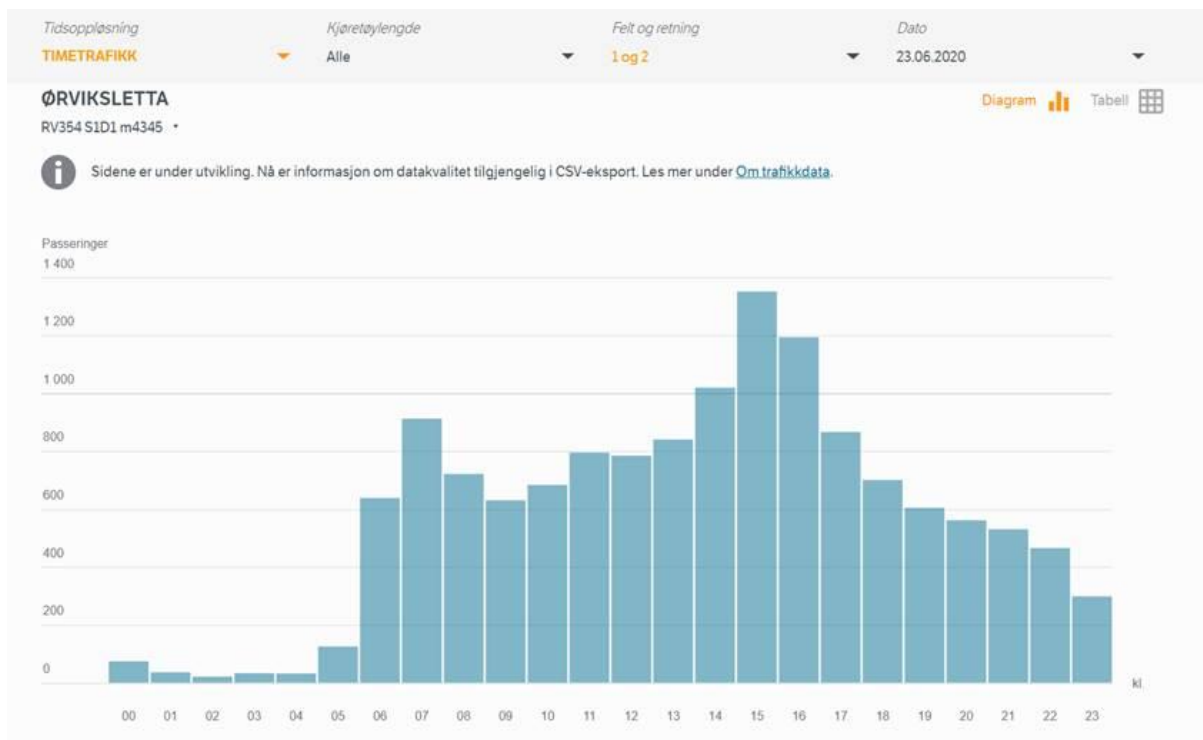 Tidsoppløsning Kjøretøylengde Felt og retning Dato
TIMETRAFIKK Alle 1 og 2 23.06.2020
ØRVIKSLETTA
Diagram Tabell
RV354 S1D1 m4345
Sidene er under utvikling. Nå er informasjon om datakvalitet tilgjengelig i CSV-eksport. Les mer under Om trafikkdata.
Passeringer
1 400
1 200
1 000
800
600
400
200
0
kl.
00 01 02 03 04 05 06 07 08 09 10 11 12 13 14 15 16 17 18 19 20 21 22 23